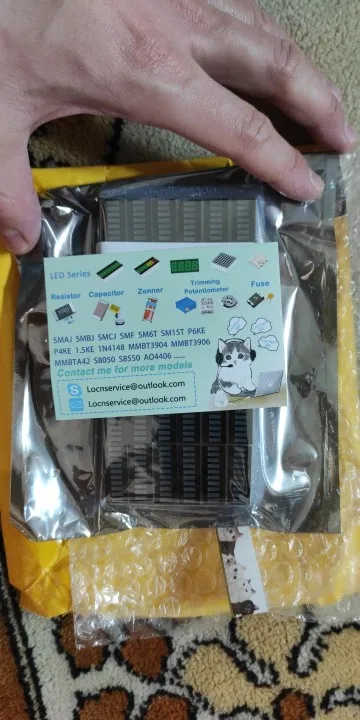 LED Series
Resistor Capacitor Zenner Trimming Potentiometer Fuse
SMAJ SMBJ SMCJ SMF SM6T SM15T P6KE
P4KE 1.5KE 1N4148 MMBT3904 MMBT3906
MMBTA42 S8050 S8550 AO4406 ......
Contact me for more models
Locnservice@outlook.com
Locnservice@outlook.com